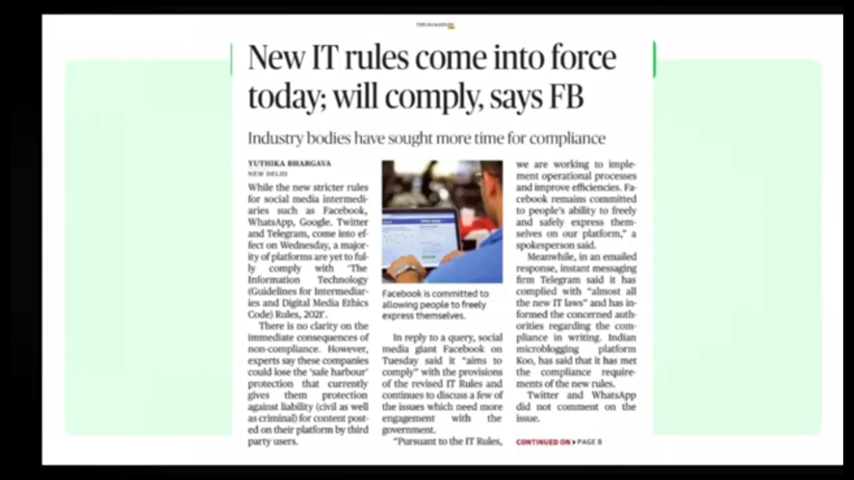 New IT rules come into force
today; will comply, says FB
Industry bodies have sought more time for compliance
YUTHIKA BHARGAVA
NEW DELHI
While the new stricter rules
for social media intermedi-
aries such as Facebook,
WhatsApp, Google. Twitter
and Telegram, come into ef-
fect on Wednesday, a major-
ity of platforms are yet to ful-
ly comply with 'The
Information Technology
(Guidelines for Intermediar-
ies and Digital Media Ethics
Code) Rules, 2021'.
There is no clarity on the
immediate consequences of
non-compliance. However,
experts say these companies
could lose the 'safe harbour'
protection that currently
gives them protection
against liability (civil as well
as criminal) for content post-
ed on their platform by third
party users.
Facebook is committed to
allowing people to freely
express themselves.
In reply to a query, social
media giant Facebook on
Tuesday said it "aims to
comply" with the provisions
of the revised IT Rules and
continues to discuss a few of
the issues which need more
engagement with the
government.
"Pursuant to the IT Rules,
we are working to imple-
ment operational processes
and improve efficiencies. Fa-
cebook remains committed
to people's ability to freely
and safely express them-
selves on our platform," a
spokesperson said.
Meanwhile, in an emailed
response, instant messaging
firm Telegram said it has
complied with "almost all
the new IT laws" and has in-
formed the concerned auth-
orities regarding the com-
pliance in writing. Indian
microblogging platform
Koo, has said that it has met
the compliance require-
ments of the new rules.
Twitter and WhatsApp
did not comment on the
issue.
CONTINUED ON ▸ PAGE 8